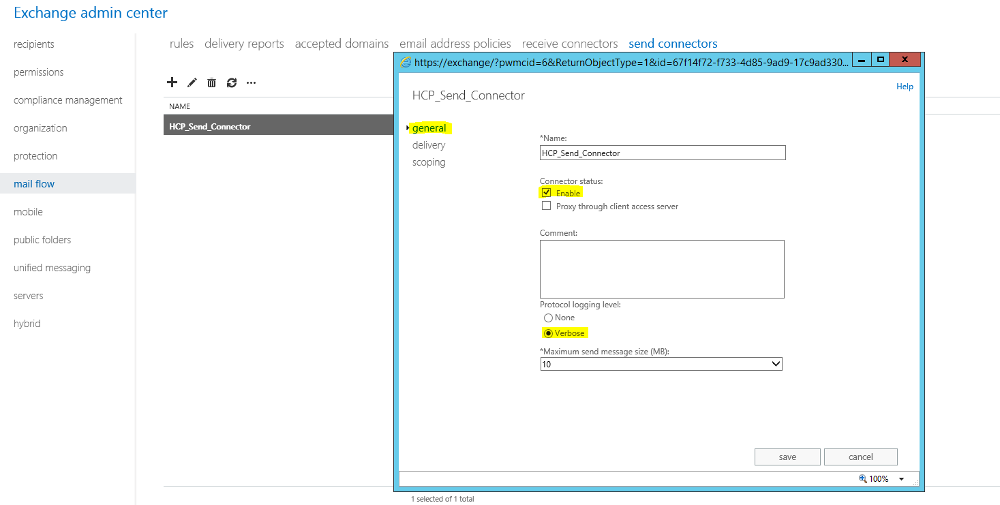 Exchange admin center
recipients
permissions
compliance management
organization
protection
mail flow
mobile
public folders
unified messaging
servers
hybrid
rules delivery reports accepted domains email address policies receive connectors send connectors
NAME
HCP_Send_Connector
https://exchange/?pwmcid=6&ReturnObjectType=1&id=67f14f72-f733-4d85-9ad9-17c9ad330...
Help
HCP_Send_Connector
general
delivery
scoping
*Name:
HCP_Send_Connector
Connector status:
Enable
Proxy through client access server
Comment:
Protocol logging level:
None
Verbose
*Maximum send message size (MB):
10
save cancel
100%
1 selected of 1 total